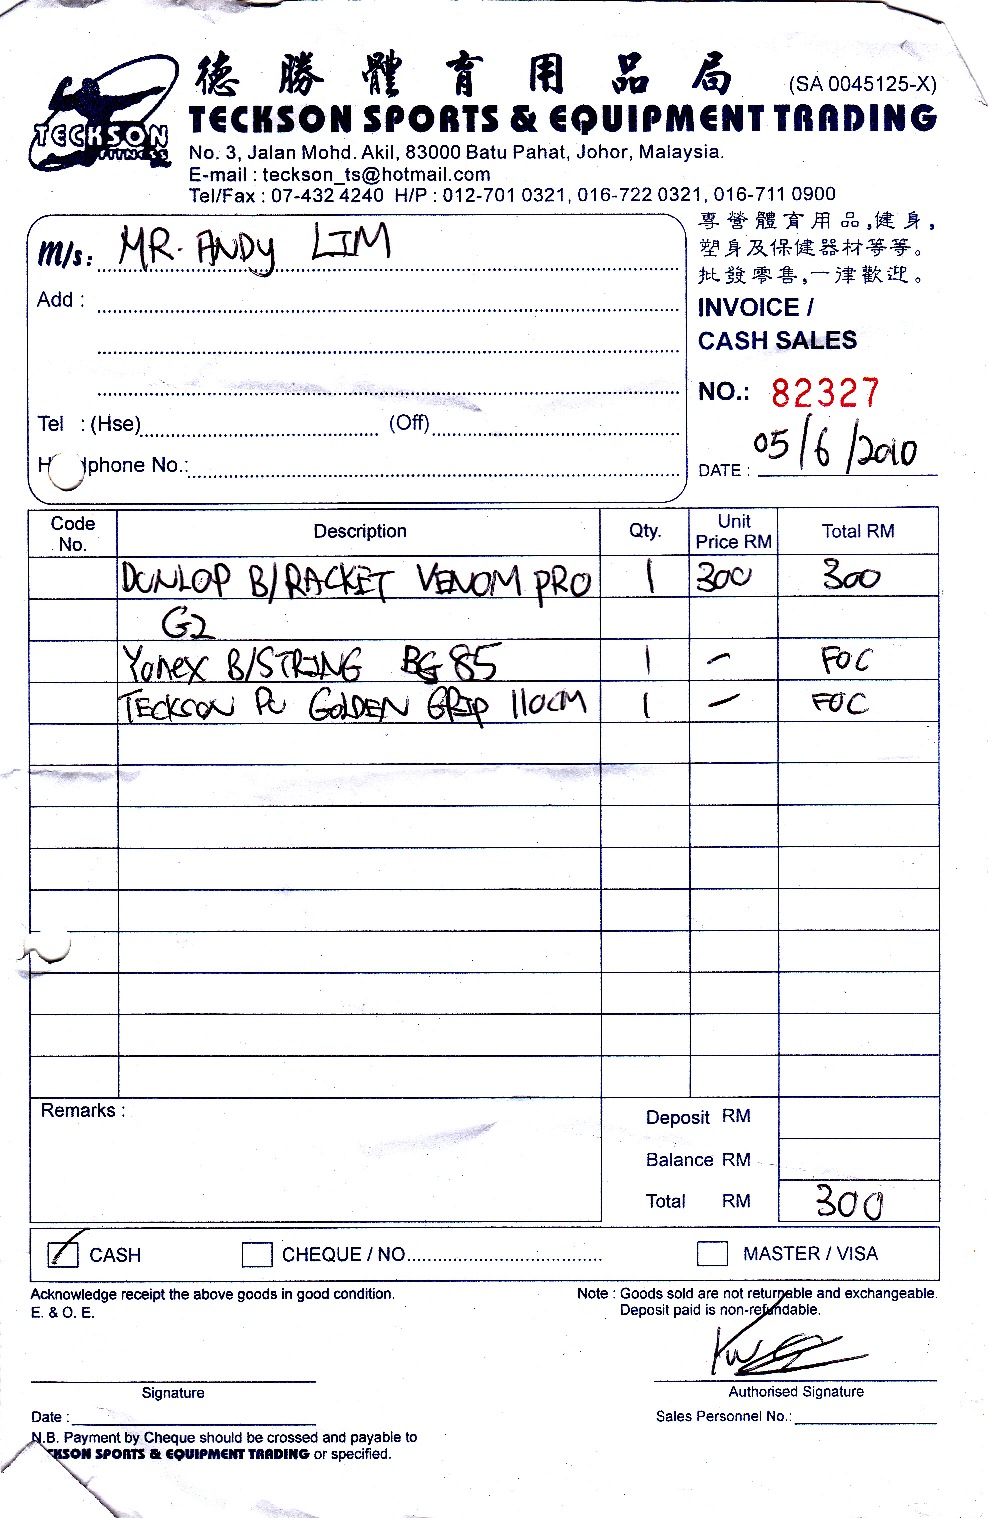 德勝體育用品局 (SA 0045125-X)
TECKSON FITNESS
TECKSON SPORTS & EQUIPMENT TRADING
No. 3, Jalan Mohd. Akil, 83000 Batu Pahat, Johor, Malaysia.
E-mail : teckson_ts@hotmail.com
Tel/Fax : 07-432 4240 H/P : 012-701 0321, 016-722 0321, 016-711 0900
專營體育用品,健身,
塑身及保健器材等等。
批發零售,一律歡迎。
M/s: MR. ANDY LIM
Add :
Tel : (Hse) (Off)
H dphone No.:
INVOICE /
CASH SALES
NO.: 82327
DATE : 05/6/2010
Code No. Description Qty. Unit Price RM Total RM
DUNLOP B/RACKET VENOM PRO 1 300 300
G2
Yonex B/STRING BG 85 1 – FOC
TECKSON PU GOLDEN GRIP 110CM 1 – FOC
Remarks :
Deposit RM
Balance RM
Total RM 300
CASH CHEQUE / NO. MASTER / VISA
Acknowledge receipt the above goods in good condition.
E. & O. E.
Note : Goods sold are not returnable and exchangeable.
Deposit paid is non-refundable.
Signature
Authorised Signature
Date :
Sales Personnel No.:
N.B. Payment by Cheque should be crossed and payable to
KSON SPORTS & EQUIPMENT TRADING or specified.